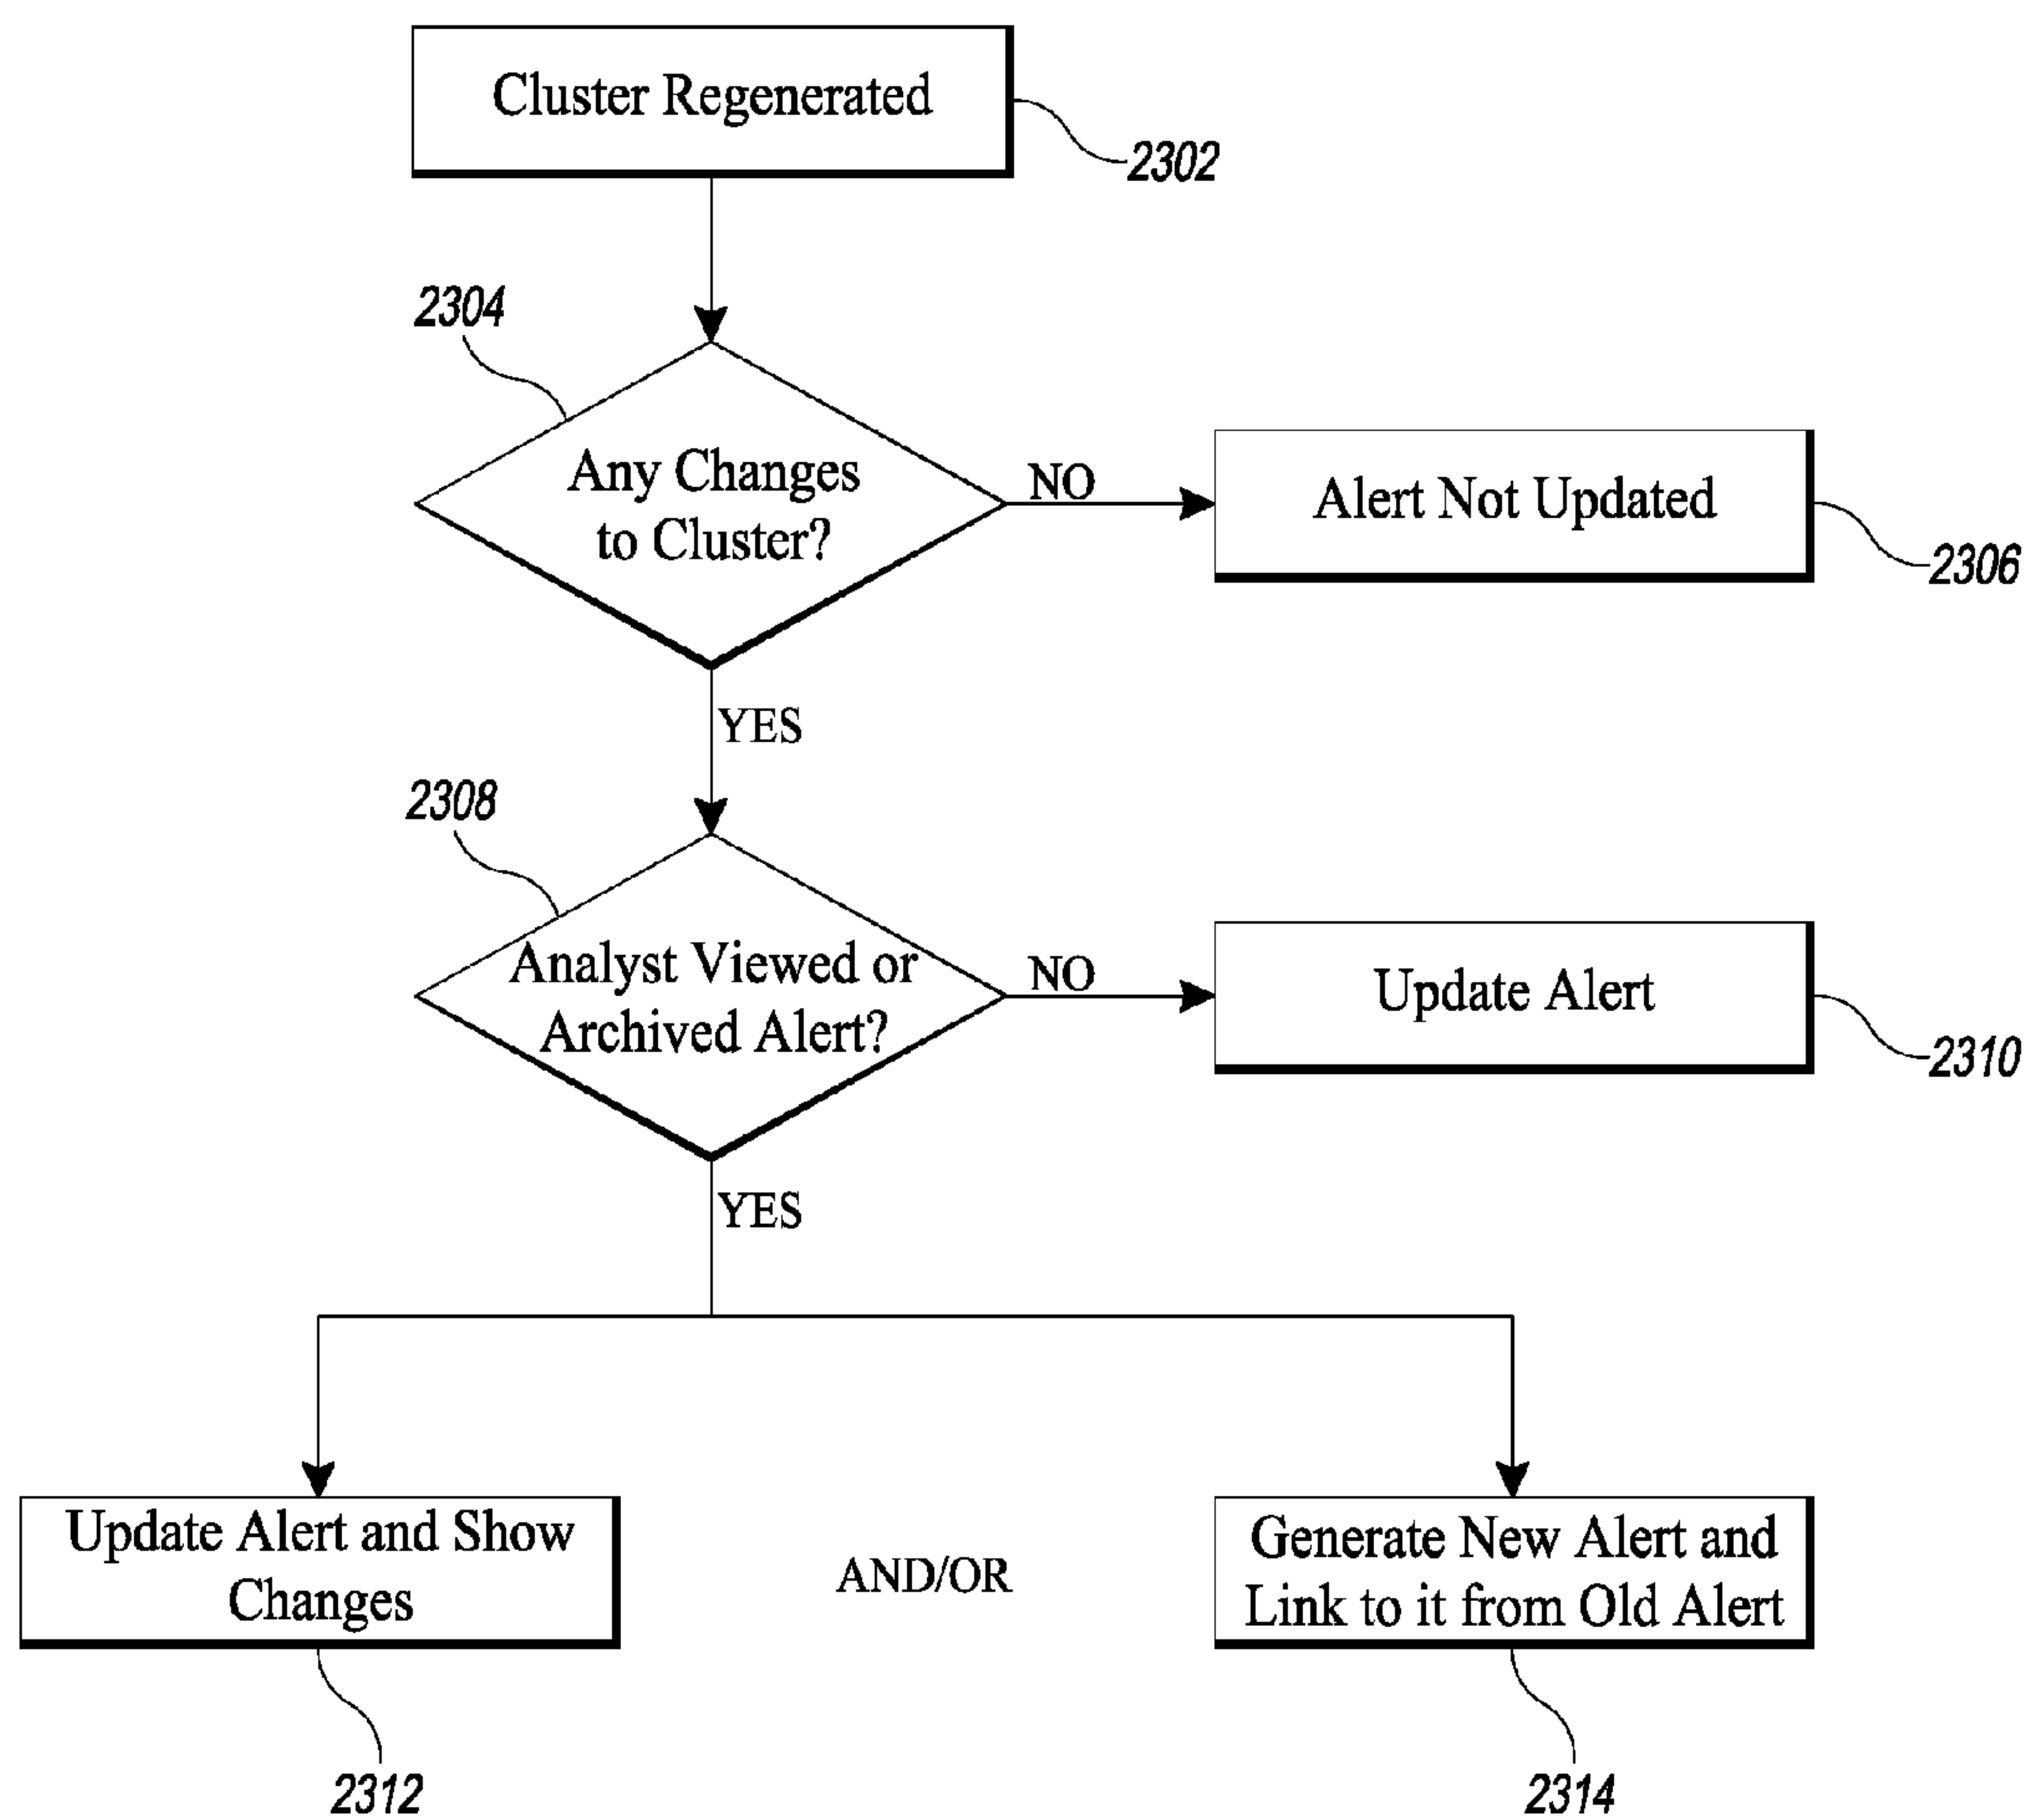 Cluster Regenerated
2302
2304
Any Changes
to Cluster?
NO
Alert Not Updated
2306
YES
2308
Analyst Viewed or
Archived Alert?
NO
Update Alert
2310
YES
Update Alert and Show
Changes
AND/OR
Generate New Alert and
Link to it from Old Alert
2312
2314